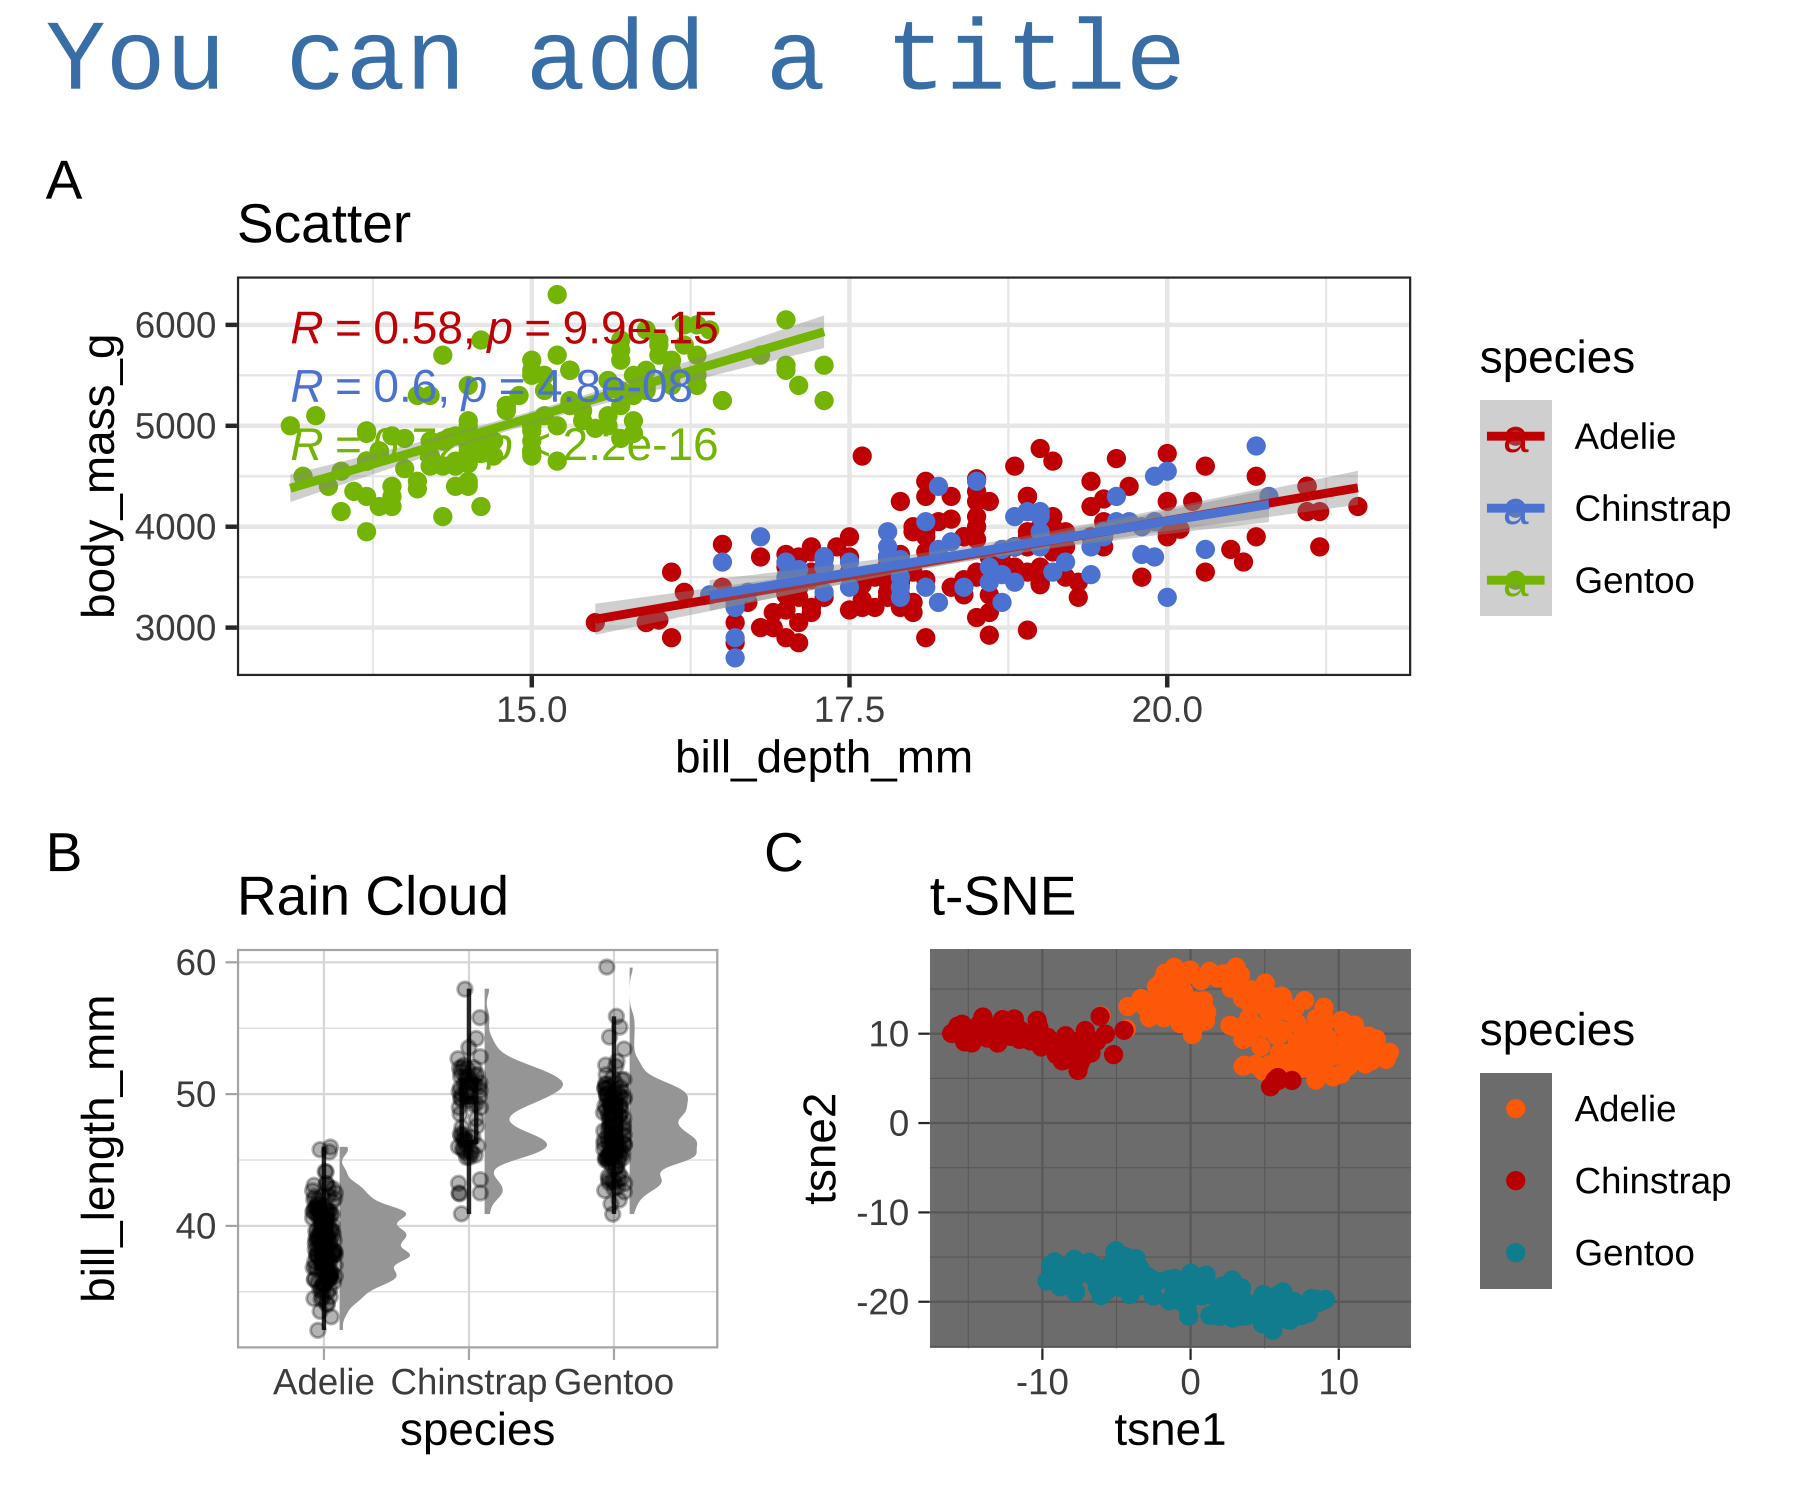 You can add a title
A
Scatter
R = 0.58, p = 9.9e-15
R = 0.6, p = 4.8e-08
R = p < 2.2e-16
6000
5000
4000
3000
body_mass_g
15.0 17.5 20.0
bill_depth_mm
species
a Adelie
a Chinstrap
a Gentoo
B
Rain Cloud
60
50
40
bill_length_mm
Adelie Chinstrap Gentoo
species
C
t-SNE
10
0
-10
-20
tsne2
-10 0 10
tsne1
species
Adelie
Chinstrap
Gentoo